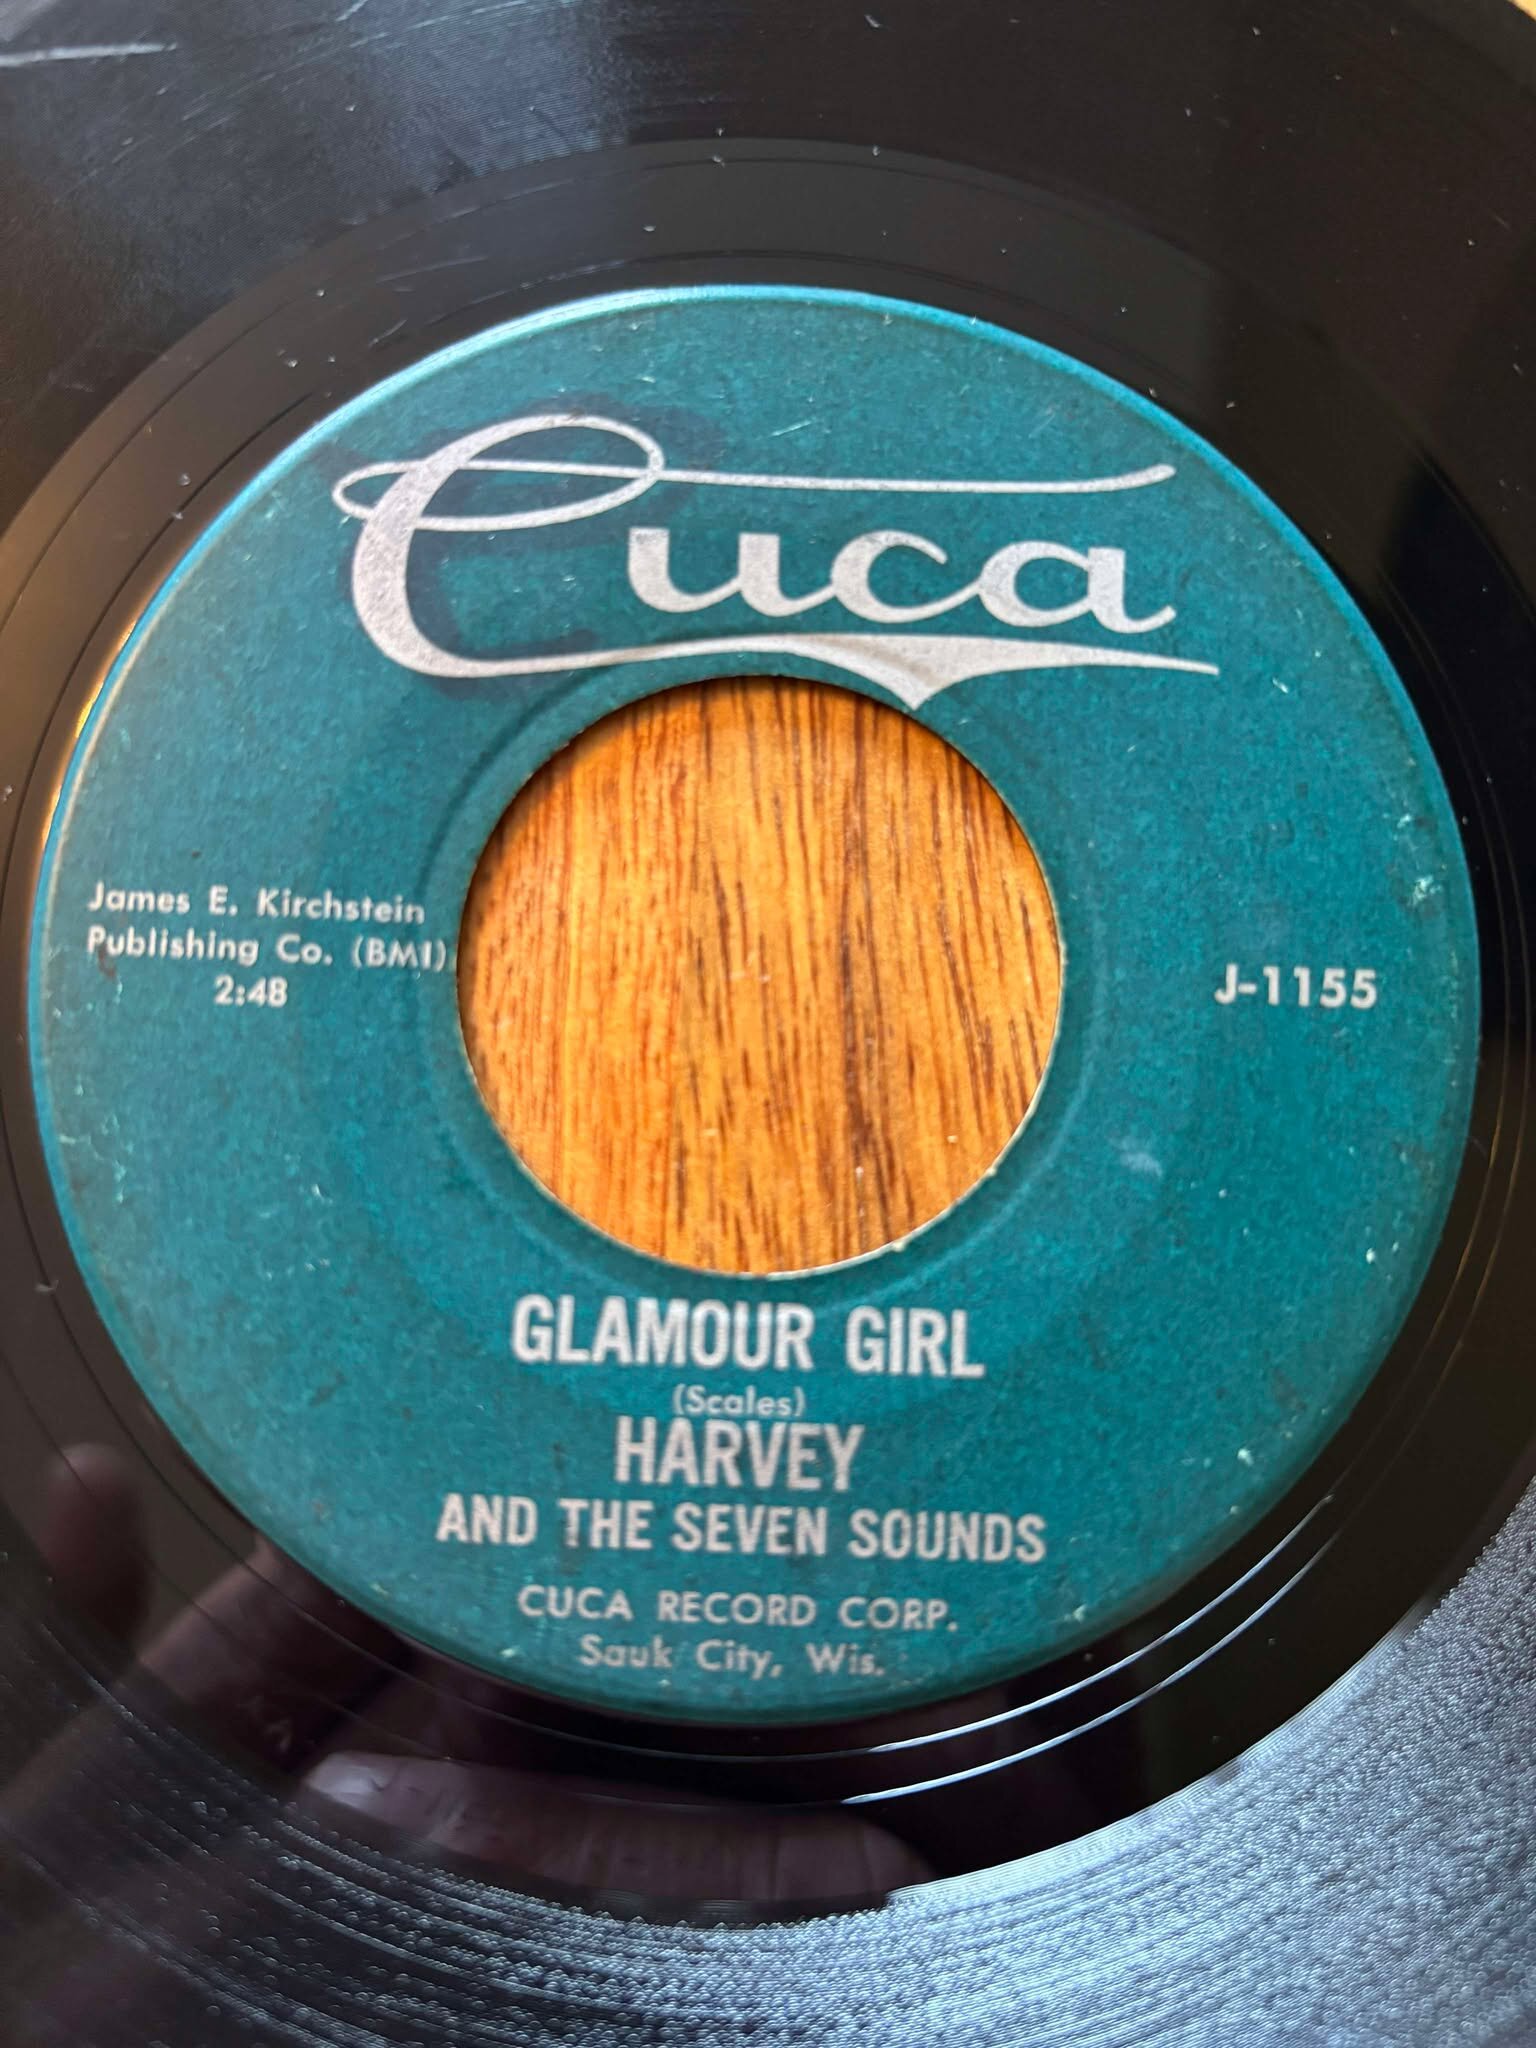 Cuca
James E. Kirchstein
Publishing Co. (BMI)
2:48
J-1155
GLAMOUR GIRL
(Scales)
HARVEY
AND THE SEVEN SOUNDS
CUCA RECORD CORP.
Sauk City, Wis.